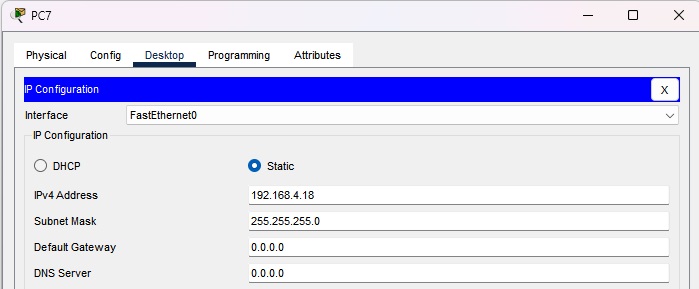 PC7
Physical Config Desktop Programming Attributes
IP Configuration X
Interface FastEthernet0
IP Configuration
DHCP Static
IPv4 Address 192.168.4.18
Subnet Mask 255.255.255.0
Default Gateway 0.0.0.0
DNS Server 0.0.0.0